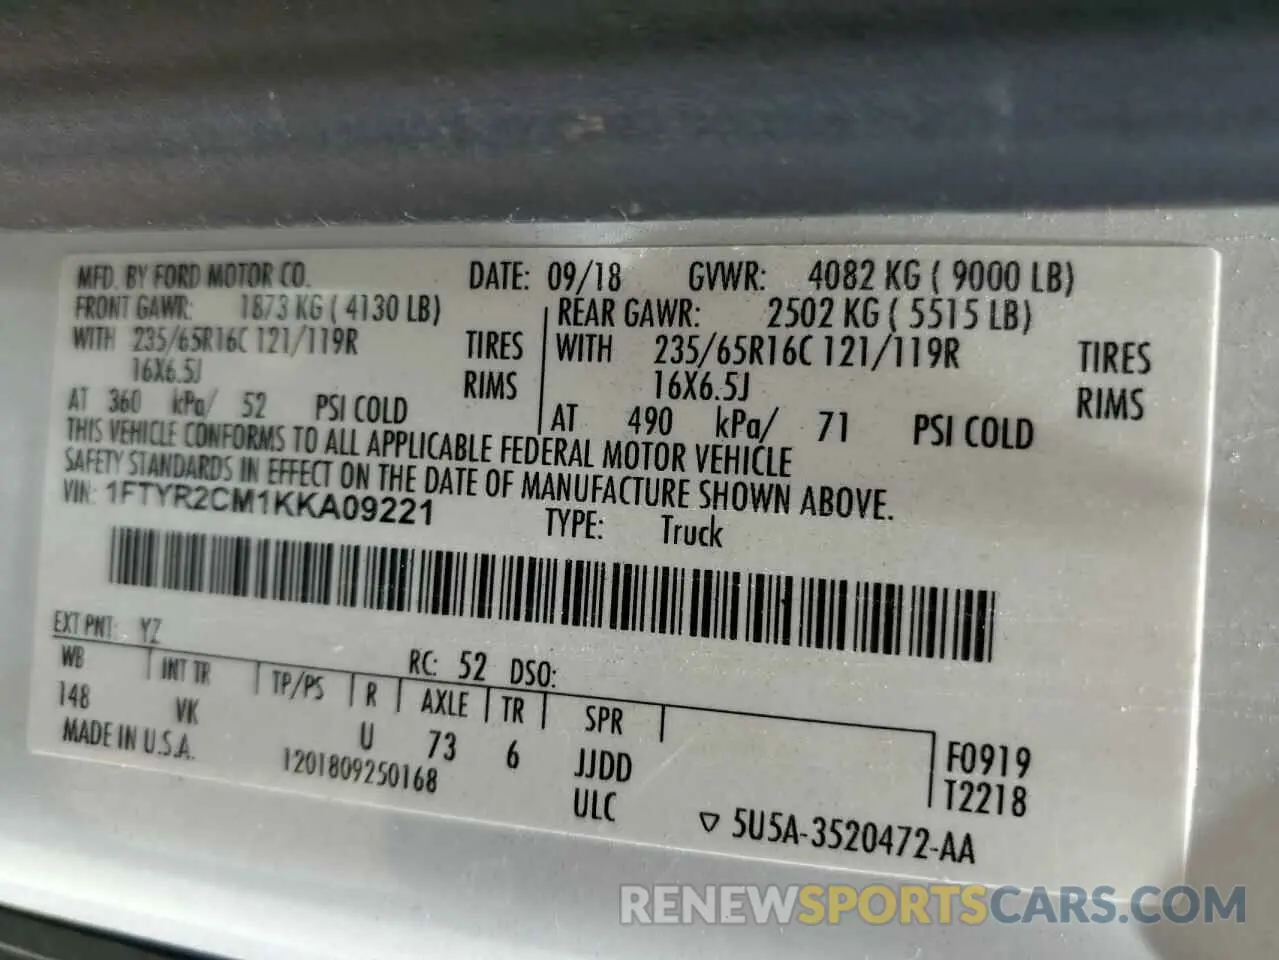 MFD. BY FORD MOTOR CO. DATE: 09/18 GVWR: 4082 KG ( 9000 LB)
FRONT GAWR: 1873 KG ( 4130 LB) REAR GAWR: 2502 KG ( 5515 LB)
WITH 235/65R16C 121/119R TIRES WITH 235/65R16C 121/119R TIRES
16X6.5J RIMS 16X6.5J RIMS
AT 360 kPa/ 52 PSI COLD AT 490 kPa/ 71 PSI COLD
THIS VEHICLE CONFORMS TO ALL APPLICABLE FEDERAL MOTOR VEHICLE
SAFETY STANDARDS IN EFFECT ON THE DATE OF MANUFACTURE SHOWN ABOVE.
VIN: 1FTYR2CM1KKA09221 TYPE: Truck
EXT PNT: YZ RC: 52 DSO:
WB INT TR TP/PS R AXLE TR SPR
148 VK U 73 6 JJDD F0919
MADE IN U.S.A. 1201809250168 ULC T2218
▽ 5U5A-3520472-AA
RENEWSPORTSCARS.COM